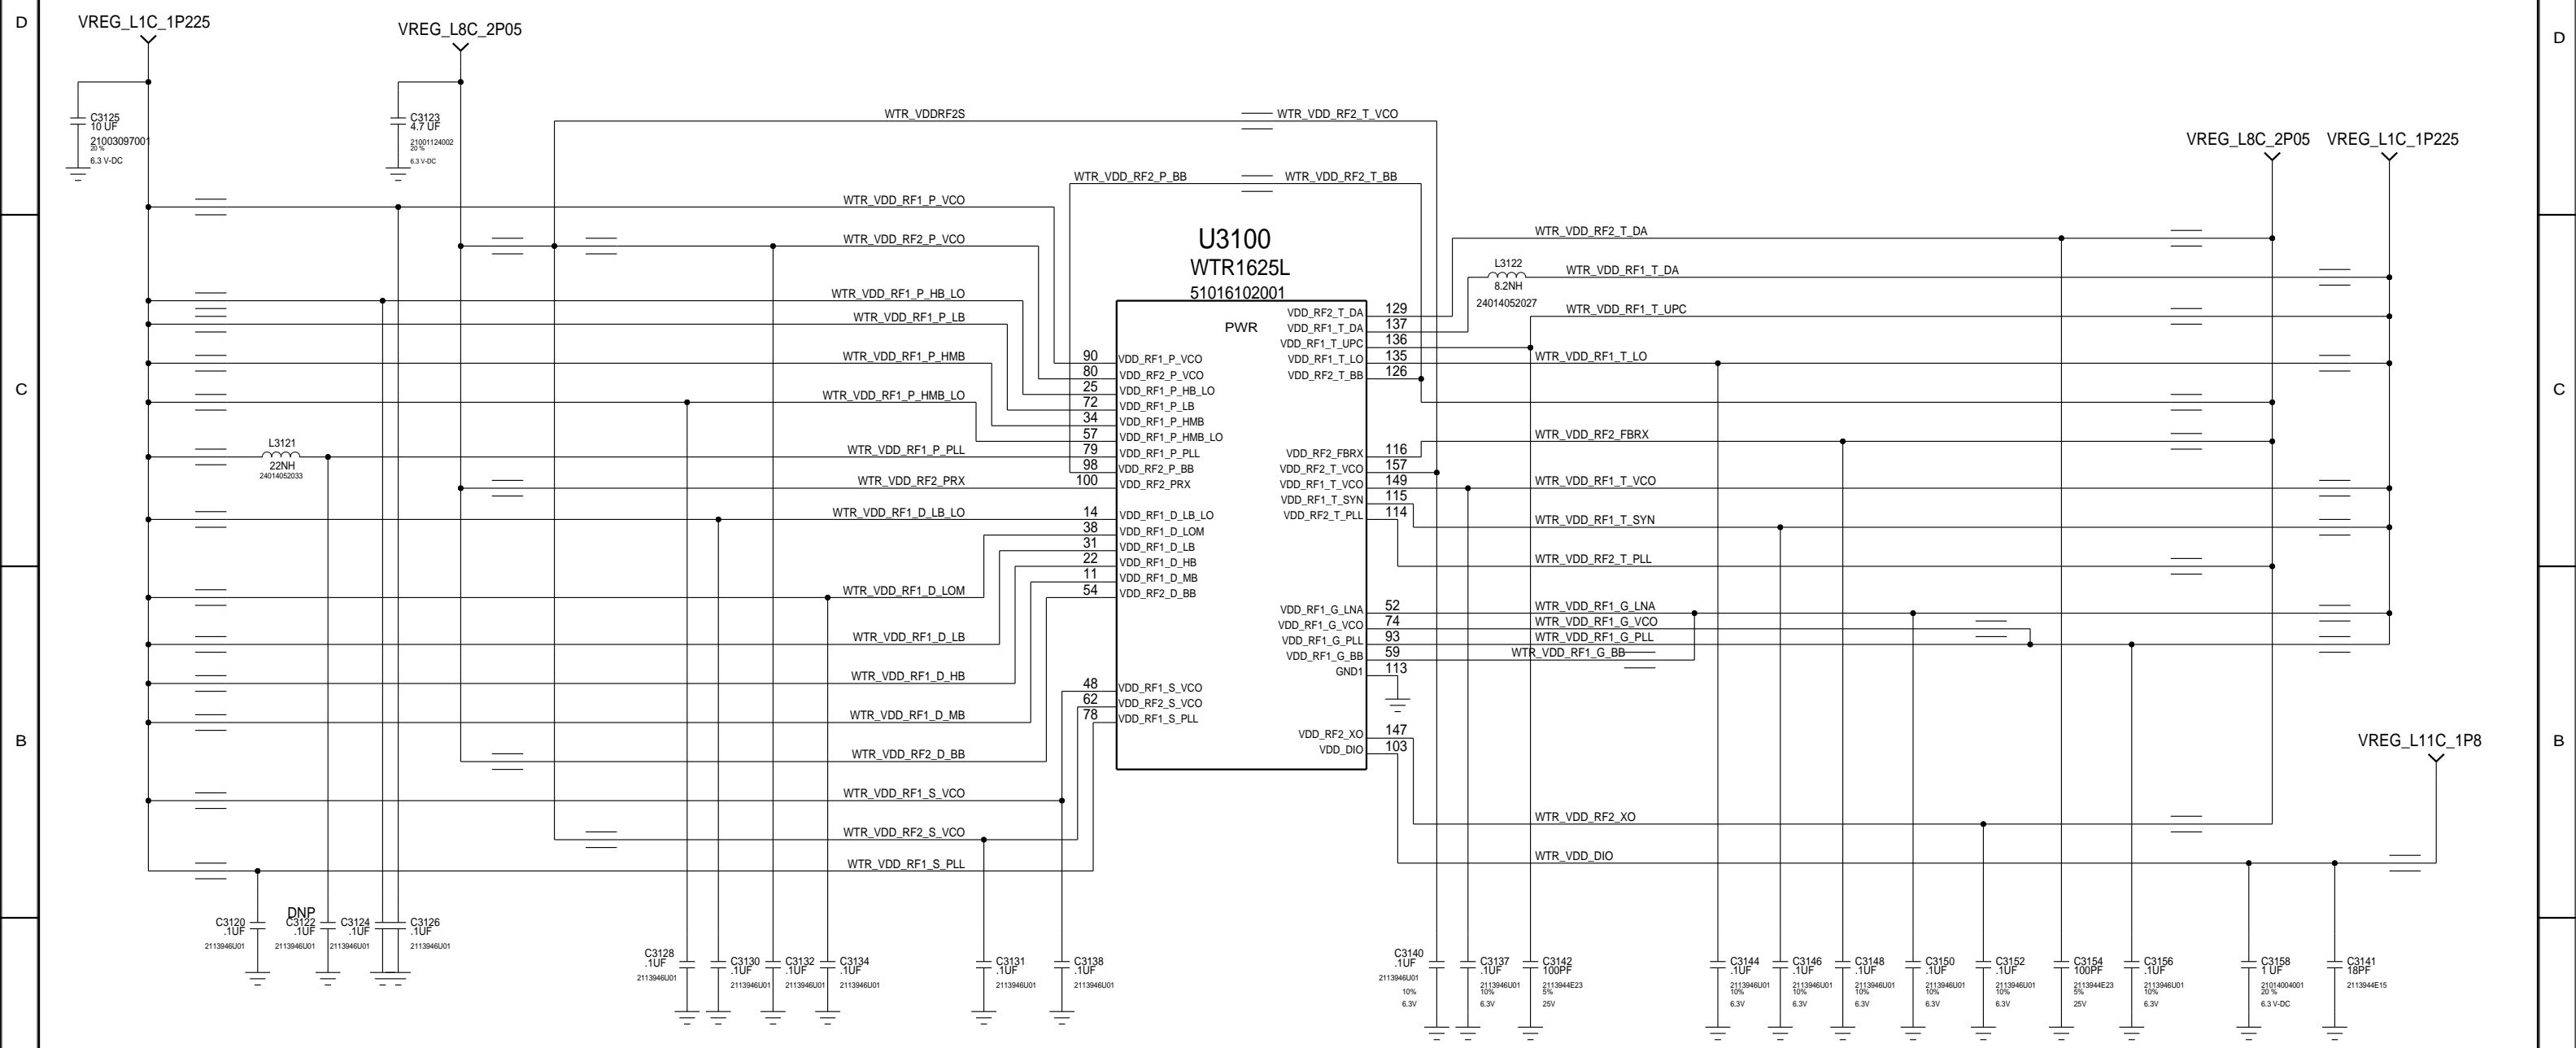 D
VREG_L1C_1P225
VREG_L8C_2P05
D
C3125
10 UF
21003097001
20 %
6.3 V-DC
C3123
4.7 UF
21001124002
20 %
6.3 V-DC
WTR_VDDRF2S
WTR_VDD_RF2_T_VCO
VREG_L8C_2P05
VREG_L1C_1P225
WTR_VDD_RF2_P_BB
WTR_VDD_RF2_T_BB
WTR_VDD_RF1_P_VCO
WTR_VDD_RF2_P_VCO
WTR_VDD_RF1_P_HB_LO
WTR_VDD_RF1_P_LB
WTR_VDD_RF1_P_HMB
WTR_VDD_RF1_P_HMB_LO
L3121
22NH
24014052033
WTR_VDD_RF1_P_PLL
WTR_VDD_RF2_PRX
WTR_VDD_RF1_D_LB_LO
WTR_VDD_RF1_D_LOM
WTR_VDD_RF1_D_LB
WTR_VDD_RF1_D_HB
WTR_VDD_RF1_D_MB
WTR_VDD_RF2_D_BB
WTR_VDD_RF1_S_VCO
WTR_VDD_RF2_S_VCO
WTR_VDD_RF1_S_PLL
C
B
U3100
WTR1625L
51016102001
PWR
90 VDD_RF1_P_VCO
80 VDD_RF2_P_VCO
25 VDD_RF1_P_HB_LO
72 VDD_RF1_P_LB
34 VDD_RF1_P_HMB
57 VDD_RF1_P_HMB_LO
79 VDD_RF1_P_PLL
98 VDD_RF2_P_BB
100 VDD_RF2_PRX
14 VDD_RF1_D_LB_LO
38 VDD_RF1_D_LOM
31 VDD_RF1_D_LB
22 VDD_RF1_D_HB
11 VDD_RF1_D_MB
54 VDD_RF2_D_BB
48 VDD_RF1_S_VCO
62 VDD_RF2_S_VCO
78 VDD_RF1_S_PLL
VDD_RF2_T_DA 129
VDD_RF1_T_DA 137
VDD_RF1_T_UPC 136
VDD_RF1_T_LO 135
VDD_RF2_T_BB 126
VDD_RF2_FBRX 116
VDD_RF2_T_VCO 157
VDD_RF1_T_VCO 149
VDD_RF1_T_SYN 115
VDD_RF2_T_PLL 114
VDD_RF1_G_LNA 52
VDD_RF1_G_VCO 74
VDD_RF1_G_PLL 93
VDD_RF1_G_BB 59
GND1 113
VDD_RF2_XO 147
VDD_DIO 103
WTR_VDD_RF2_T_DA
L3122
8.2NH
24014052027
WTR_VDD_RF1_T_DA
WTR_VDD_RF1_T_UPC
WTR_VDD_RF1_T_LO
WTR_VDD_RF2_FBRX
WTR_VDD_RF1_T_VCO
WTR_VDD_RF1_T_SYN
WTR_VDD_RF2_T_PLL
WTR_VDD_RF1_G_LNA
WTR_VDD_RF1_G_VCO
WTR_VDD_RF1_G_PLL
WTR_VDD_RF1_G_BB
WTR_VDD_RF2_XO
WTR_VDD_DIO
VREG_L11C_1P8
C
B
C3120
.1UF
2113946U01
DNP
C3122
.1UF
2113946U01
C3124
.1UF
2113946U01
C3126
.1UF
2113946U01
C3128
.1UF
2113946U01
C3130
.1UF
2113946U01
C3132
.1UF
2113946U01
C3134
.1UF
2113946U01
C3131
.1UF
2113946U01
C3138
.1UF
2113946U01
C3140
.1UF
2113946U01
10%
6.3V
C3137
.1UF
2113946U01
10%
6.3V
C3142
100PF
2113944E23
5%
25V
C3144
.1UF
2113946U01
10%
6.3V
C3146
.1UF
2113946U01
10%
6.3V
C3148
.1UF
2113946U01
10%
6.3V
C3150
.1UF
2113946U01
10%
6.3V
C3152
.1UF
2113946U01
10%
6.3V
C3154
100PF
2113944E23
5%
25V
C3156
.1UF
2113946U01
10%
6.3V
C3158
1 UF
21014004001
20 %
6.3 V-DC
C3141
18PF
2113944E15